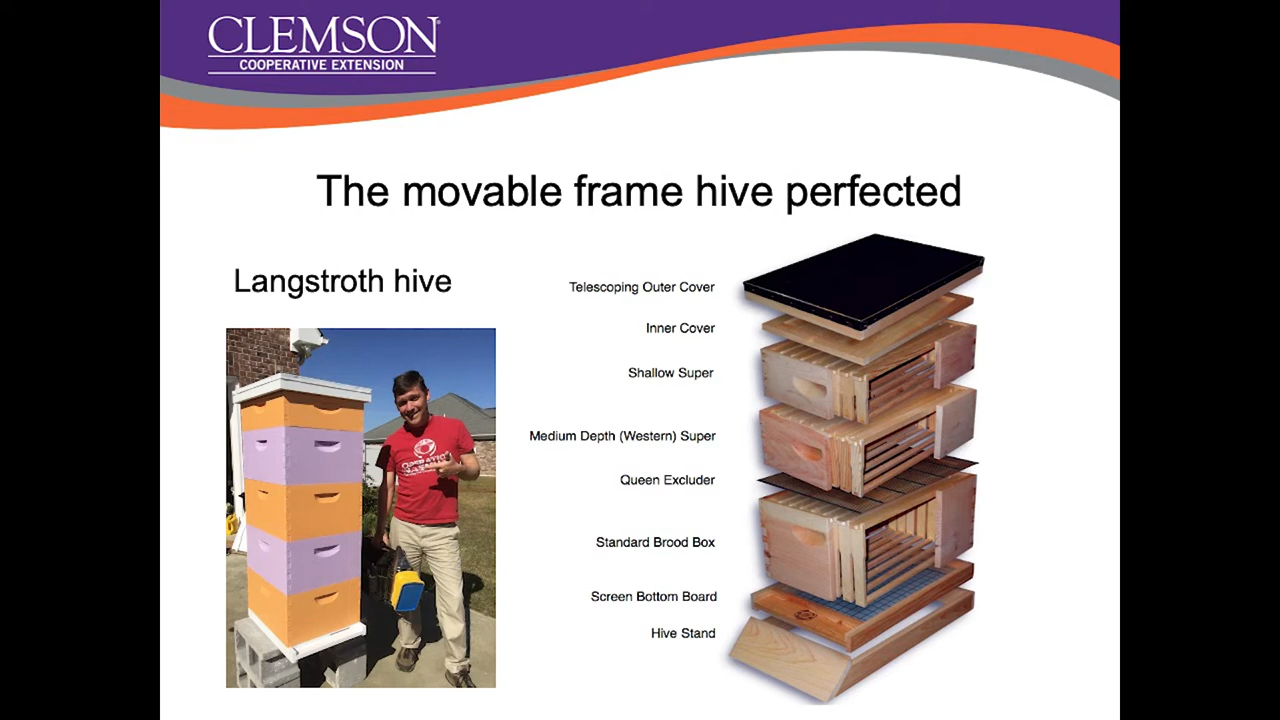 CLEMSON
COOPERATIVE EXTENSION
The movable frame hive perfected
Langstroth hive
Telescoping Outer Cover
Inner Cover
Shallow Super
Medium Depth (Western) Super
Queen Excluder
Standard Brood Box
Screen Bottom Board
Hive Stand
OPERATION